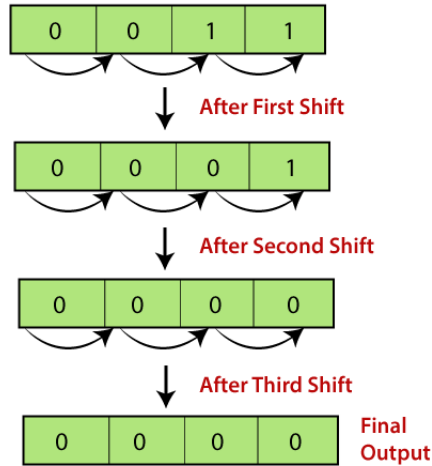 0 0 1 1
After First Shift
0 0 0 1
After Second Shift
0 0 0 0
After Third Shift
0 0 0 0
Final
Output